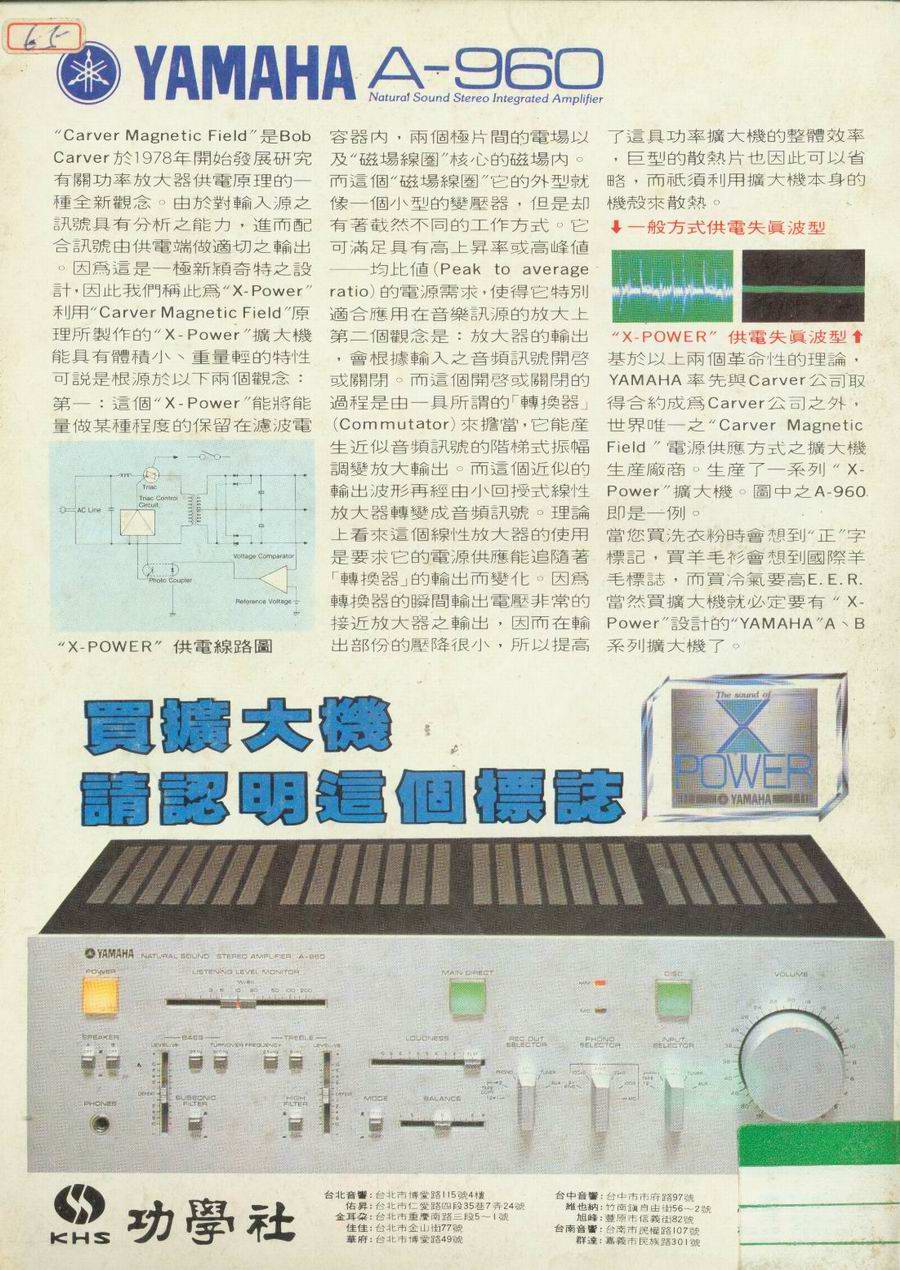 65
YAMAHA A-960
Natural Sound Stereo Integrated Amplifier
“Carver Magnetic Field”是Bob
Carver於1978年開始發展研究
有關功率放大器供電原理的一
種全新觀念。由於對輸入源之
訊號具有分析之能力，進而配
合訊號由供電端做適切之輸出
。因爲這是一極新穎奇特之設
計，因此我們稱此爲“X-Power”
利用“Carver Magnetic Field”原
理所製作的“X-Power”擴大機
能具有體積小、重量輕的特性
可説是根源於以下兩個觀念：
第一：這個“X-Power”能將能
量做某種程度的保留在濾波電
AC Line
Triac
Triac Control
Circuit
Voltage Comparator
Photo Coupler
Reference Voltage
“X-POWER” 供電線路圖
容器内，兩個極片間的電場以
及“磁場線圈”核心的磁場内。
而這個“磁場線圈”它的外型就
像一個小型的變壓器，但是却
有著截然不同的工作方式。它
可滿足具有高上昇率或高峰値
——均比値(Peak to average
ratio)的電源需求，使得它特別
適合應用在音樂訊源的放大上
第二個觀念是：放大器的輸出
，會根據輸入之音頻訊號開啓
或關閉。而這個開啓或關閉的
過程是由一具所謂的「轉換器」
(Commutator)來擔當，它能産
生近似音頻訊號的階梯式振幅
調變放大輸出。而這個近似的
輸出波形再經由小回授式線性
放大器轉變成音頻訊號。理論
上看來這個線性放大器的使用
是要求它的電源供應能追隨著
「轉換器」的輸出而變化。因爲
轉換器的瞬間輸出電壓非常的
接近放大器之輸出，因而在輸
出部份的壓降很小，所以提高
了這具功率擴大機的整體效率
，巨型的散熱片也因此可以省
略，而祇須利用擴大機本身的
機殼來散熱。
⬇一般方式供電失眞波型
“X-POWER” 供電失眞波型⬆
基於以上兩個革命性的理論，
YAMAHA率先與Carver公司取
得合約成爲Carver公司之外，
世界唯一之“Carver Magnetic
Field ”電源供應方式之擴大機
生産廠商。生産了一系列“X-
Power”擴大機。圖中之A-960
即是一例。
當您買洗衣粉時會想到“正”字
標記，買羊毛衫會想到國際羊
毛標誌，而買冷氣要高E.E.R.
當然買擴大機就必定要有“X-
Power”設計的“YAMAHA”A、B
系列擴大機了。
買擴大機
請認明這個標誌
The sound of
X
POWER
YAMAHA
YAMAHA NATURAL SOUND STEREO AMPLIFIER A-960
POWER
LISTENING LEVEL MONITOR
MAIN DIRECT
DISC
VOLUME
SPEAKER
BASS
TURNOVER FREQUENCY
TREBLE
LOUDNESS
REC OUT
SELECTOR
PHONO
SELECTOR
INPUT
SELECTOR
PHONES
SUBSONIC
FILTER
HIGH
FILTER
MODE
BALANCE
KHS 功學社
台北音響：台北市博愛路115號4樓
佑昇：台北市仁愛路四段35巷7弄24號
金耳朶：台北市重慶南路三段5～1號
佳佳：台北市金山街77號
華府：台北市博愛路49號
台中音響：台中市市府路97號
維也納：竹南鎮自由街56～2號
旭峰：豐原市信義街82號
台南音響：台南市民權路107號
群達：嘉義市民族路301號